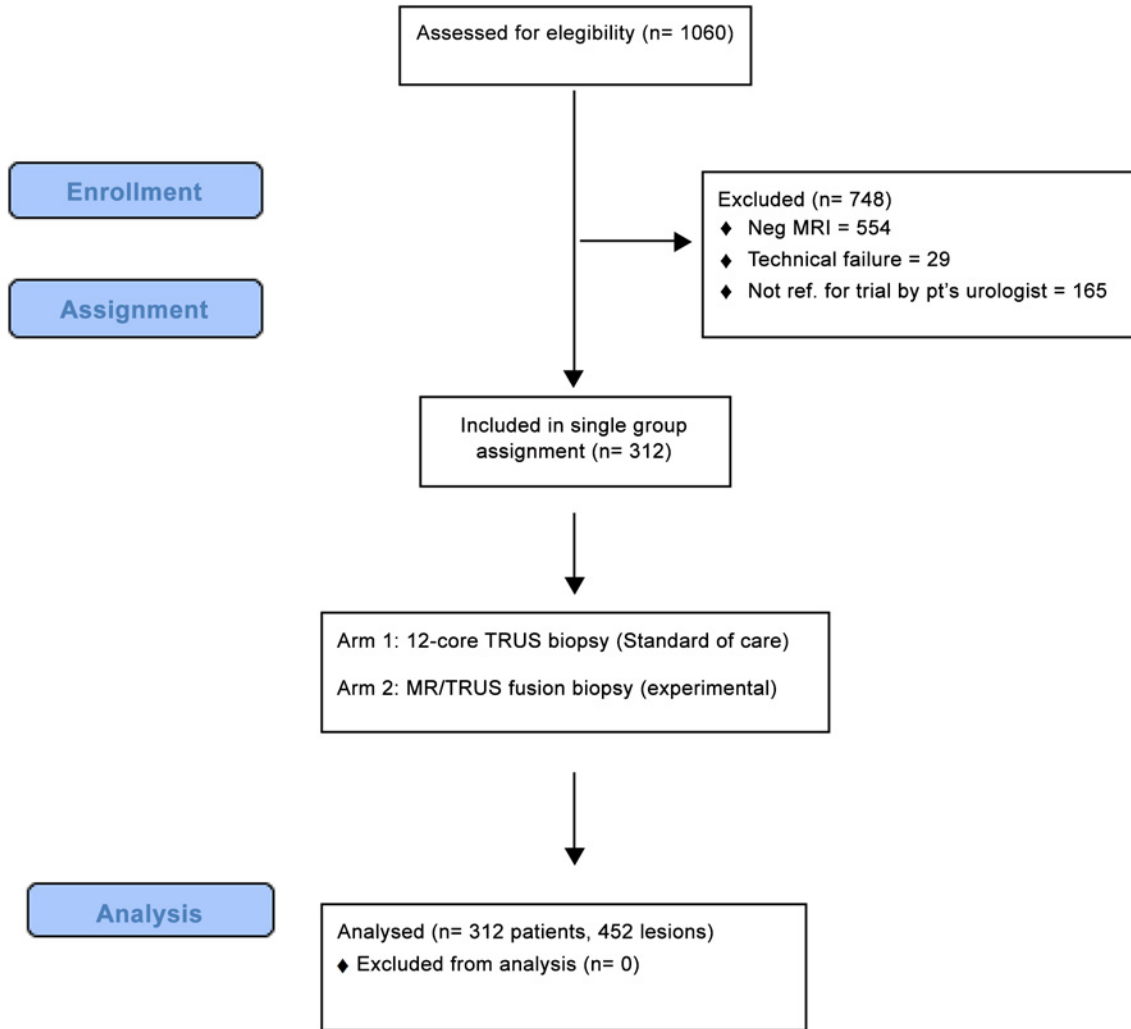 Assessed for elegibility (n= 1060)
Enrollment
Excluded (n= 748)
♦ Neg MRI = 554
♦ Technical failure = 29
♦ Not ref. for trial by pt's urologist = 165
Assignment
Included in single group
assignment (n= 312)
Arm 1: 12-core TRUS biopsy (Standard of care)
Arm 2: MR/TRUS fusion biopsy (experimental)
Analysis
Analysed (n= 312 patients, 452 lesions)
♦ Excluded from analysis (n= 0)